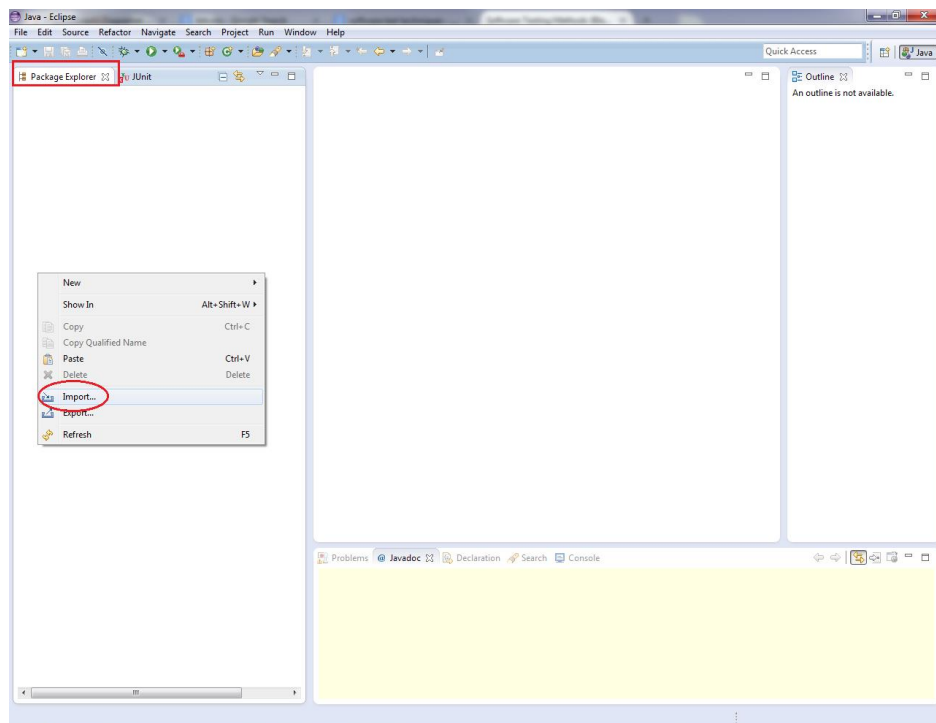 Java - Eclipse
File Edit Source Refactor Navigate Search Project Run Window Help
Quick Access
Java
Package Explorer
JUnit
Outline
An outline is not available.
New
Show In Alt+Shift+W
Copy Ctrl+C
Copy Qualified Name
Paste Ctrl+V
Delete Delete
Import...
Export...
Refresh F5
Problems @ Javadoc Declaration Search Console